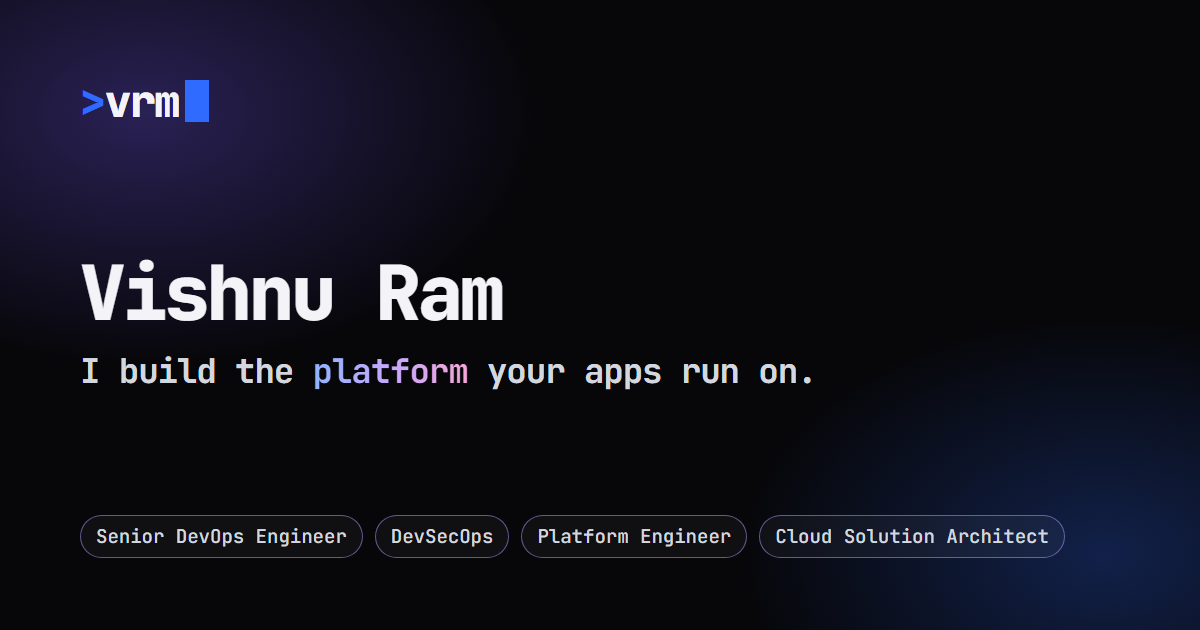 >vrm
Vishnu Ram
I build the platform your apps run on.
Senior DevOps Engineer DevSecOps Platform Engineer Cloud Solution Architect